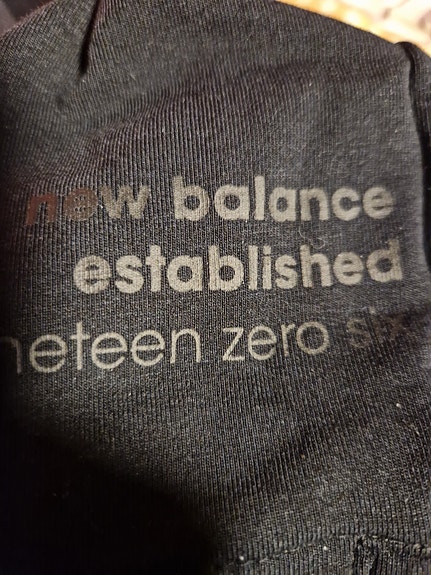 new balance
established
neteen zero six